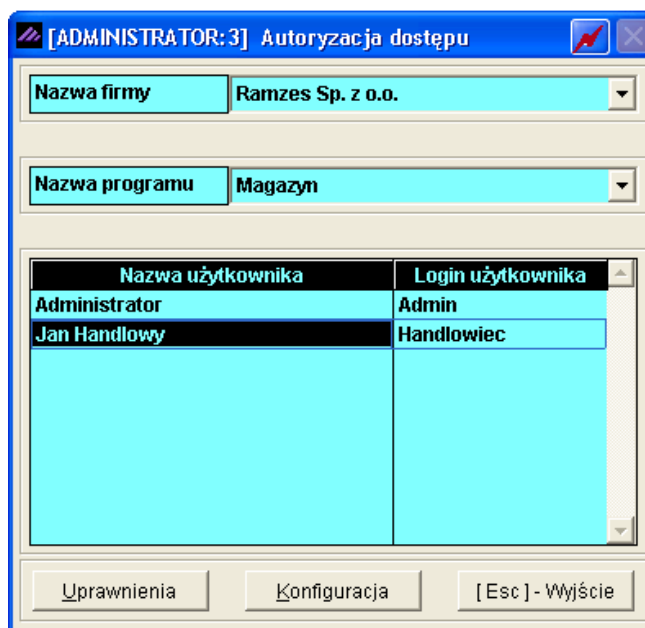 [ADMINISTRATOR:3] Autoryzacja dostępu
Nazwa firmy Ramzes Sp. z o.o.
Nazwa programu Magazyn
Nazwa użytkownika Login użytkownika
Administrator Admin
Jan Handlowy Handlowiec
Uprawnienia Konfiguracja [Esc] - Wyjście